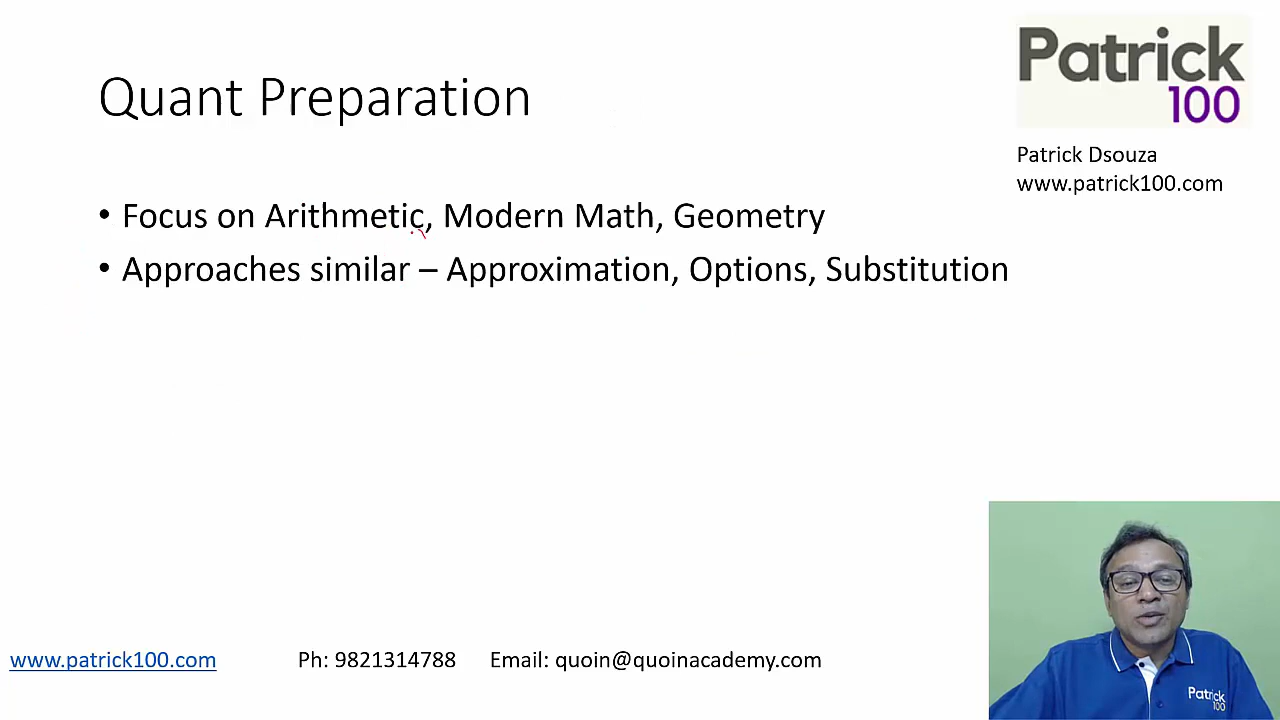 Patrick
100
Quant Preparation
Patrick Dsouza
www.patrick100.com
• Focus on Arithmetic, Modern Math, Geometry
• Approaches similar – Approximation, Options, Substitution
www.patrick100.com Ph: 9821314788 Email: quoin@quoinacademy.com
Patrick
100